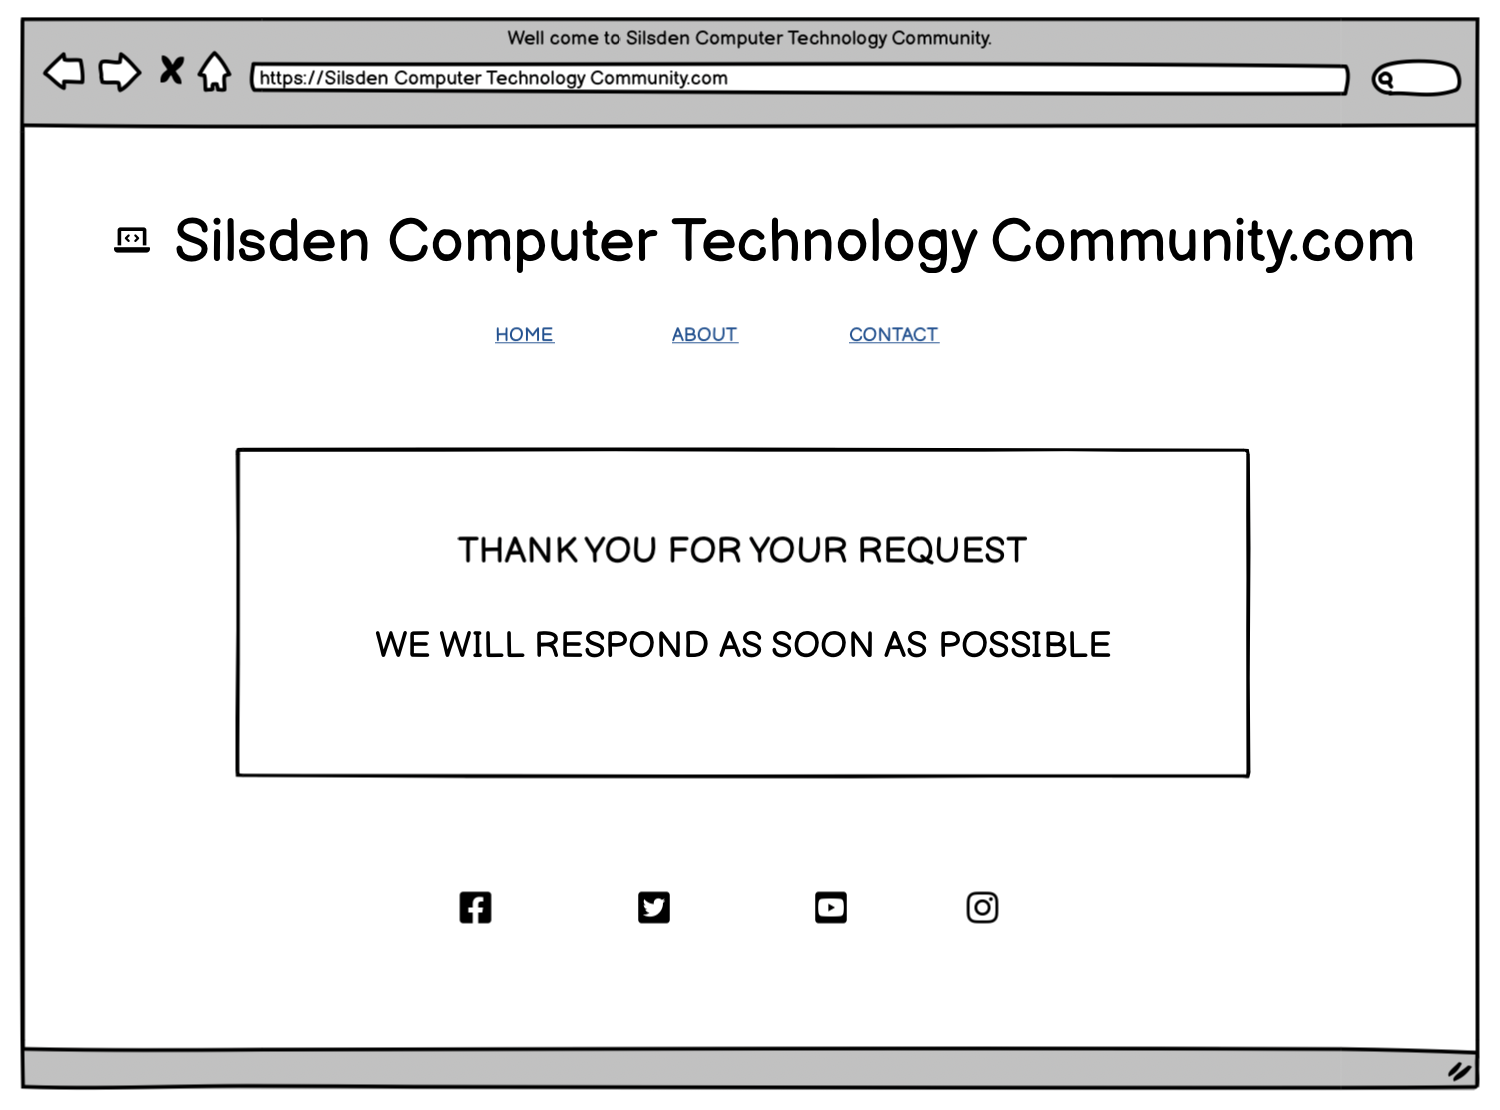 Well come to Silsden Computer Technology Community.
https://Silsden Computer Technology Community.com
Silsden Computer Technology Community.com
HOME ABOUT CONTACT
THANK YOU FOR YOUR REQUEST
WE WILL RESPOND AS SOON AS POSSIBLE